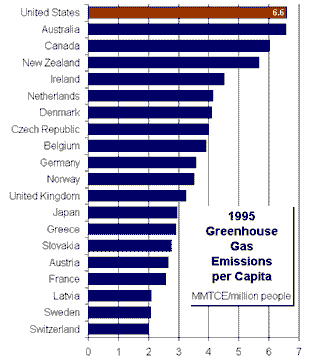 United States 6.6
Australia
Canada
New Zealand
Ireland
Netherlands
Denmark
Czech Republic
Belgium
Germany
Norway
United Kingdom
Japan
Greece
Slovakia
Austria
France
Latvia
Sweden
Switzerland
1995
Greenhouse
Gas
Emissions
per Capita
MMTCE/million people
0 1 2 3 4 5 6 7